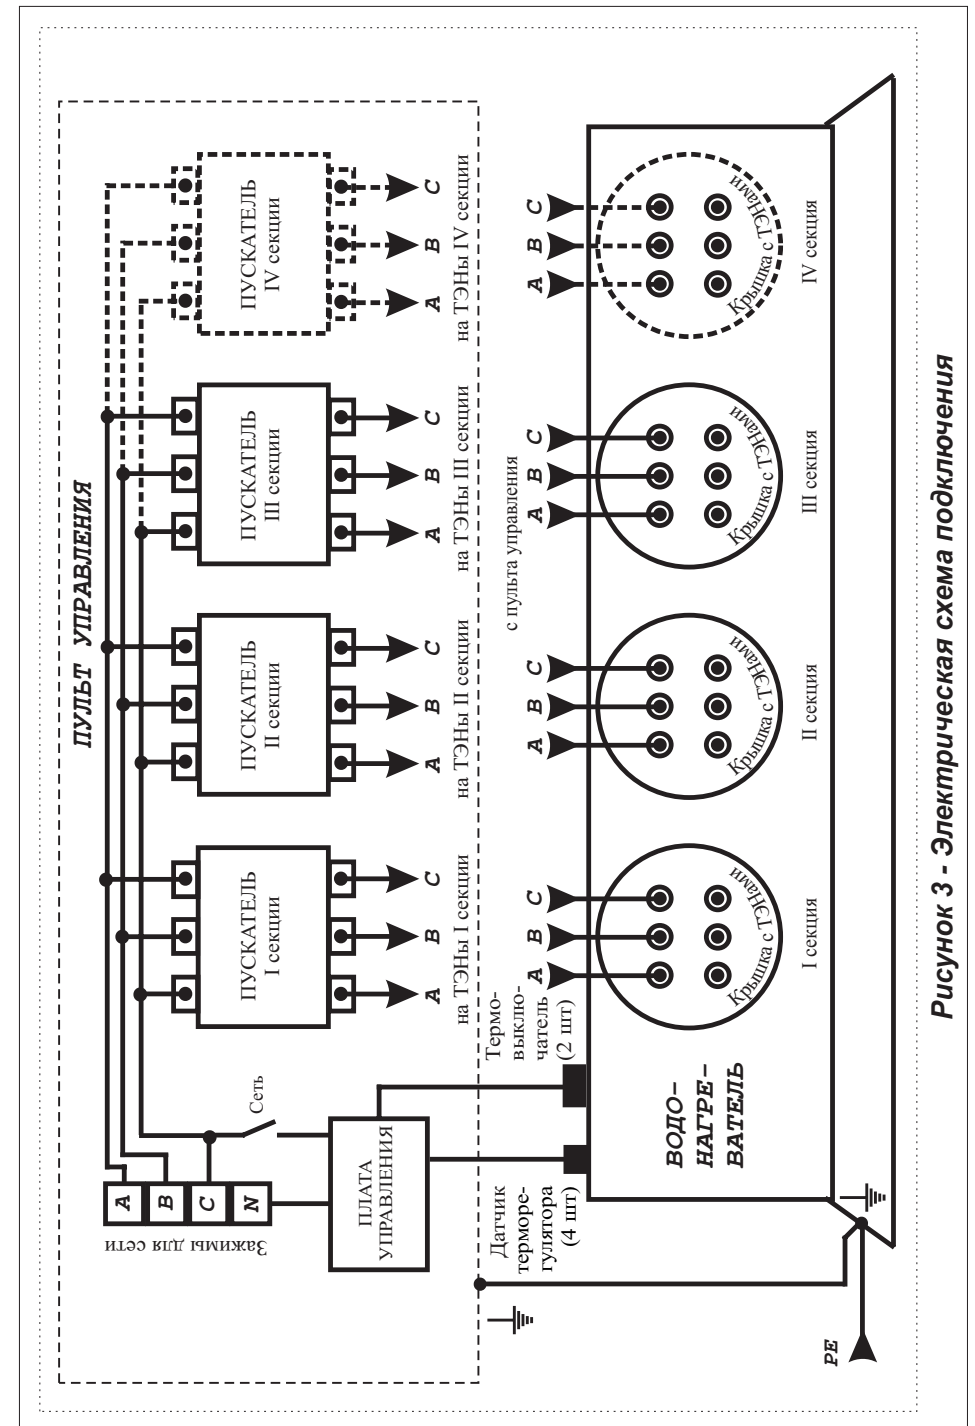 ПУЛЬТ УПРАВЛЕНИЯ
Зажимы для сети
A
B
C
N
Сеть
ПЛАТА
УПРАВЛЕНИЯ
ПУСКАТЕЛЬ
I секции
ПУСКАТЕЛЬ
II секции
ПУСКАТЕЛЬ
III секции
ПУСКАТЕЛЬ
IV секции
A B C
на ТЭНы I секции
A B C
на ТЭНы II секции
A B C
на ТЭНы III секции
A B C
на ТЭНы IV секции
Датчик
терморе-
гулятора
(4 шт)
Термо-
выклю-
чатель
(2 шт)
с пульта управления
A B C
A B C
A B C
A B C
ВОДО-
НАГРЕ-
ВАТЕЛЬ
Крышка с ТЭНами
Крышка с ТЭНами
Крышка с ТЭНами
Крышка с ТЭНами
I секция
II секция
III секция
IV секция
PE
Рисунок 3 - Электрическая схема подключения